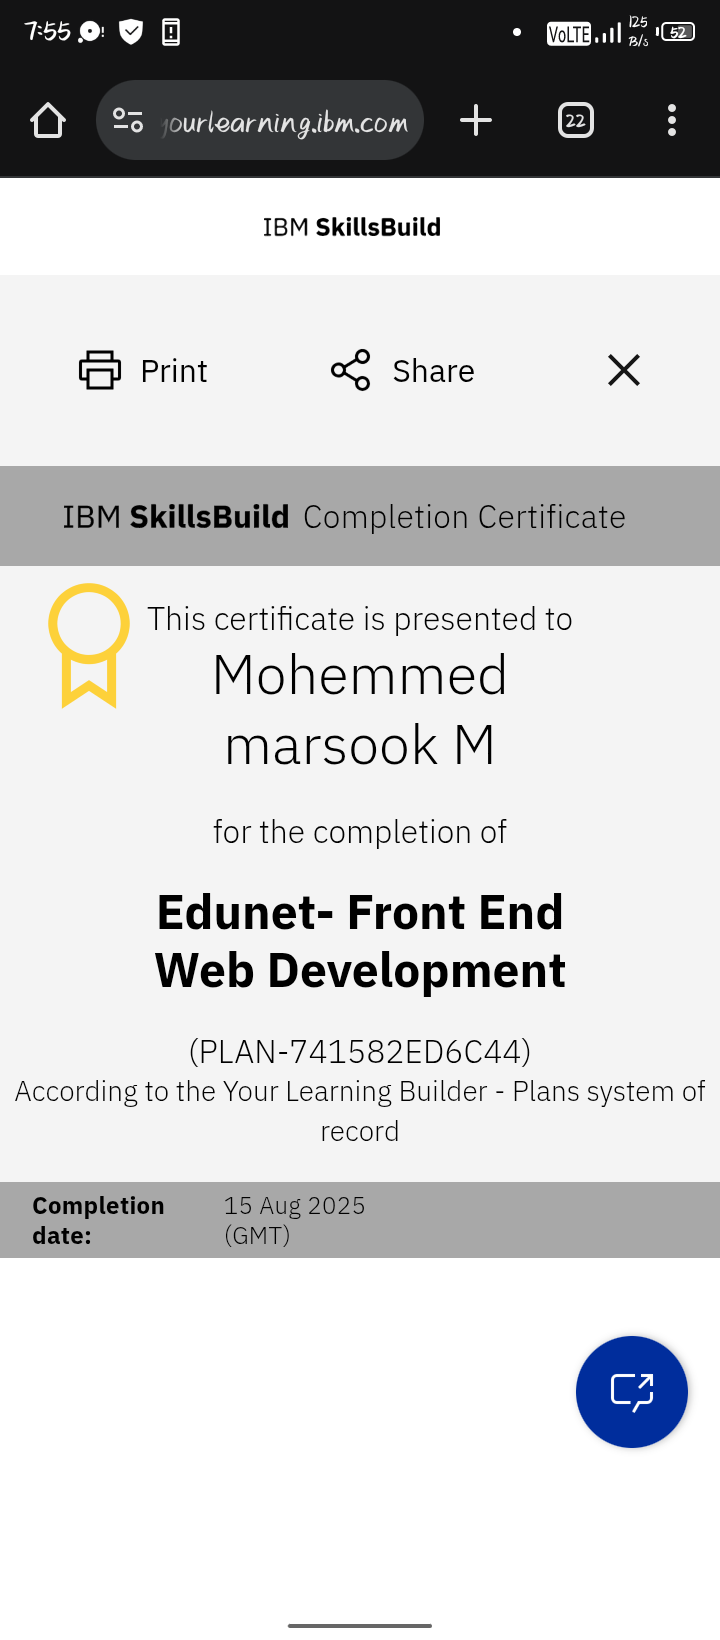 7:55
VoLTE
125
B/s
52
yourlearning.ibm.com
22
IBM SkillsBuild
Print
Share
IBM SkillsBuild Completion Certificate
This certificate is presented to
Mohemmed
marsook M
for the completion of
Edunet- Front End
Web Development
(PLAN-741582ED6C44)
According to the Your Learning Builder - Plans system of
record
Completion
date:
15 Aug 2025
(GMT)